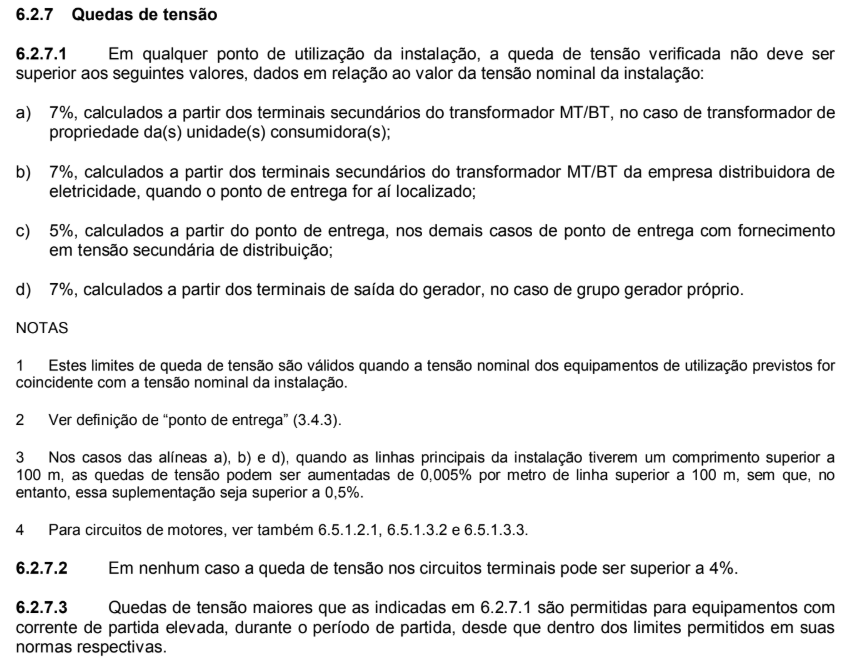 6.2.7 Quedas de tensão
6.2.7.1 Em qualquer ponto de utilização da instalação, a queda de tensão verificada não deve ser
superior aos seguintes valores, dados em relação ao valor da tensão nominal da instalação:
a) 7%, calculados a partir dos terminais secundários do transformador MT/BT, no caso de transformador de
propriedade da(s) unidade(s) consumidora(s);
b) 7%, calculados a partir dos terminais secundários do transformador MT/BT da empresa distribuidora de
eletricidade, quando o ponto de entrega for aí localizado;
c) 5%, calculados a partir do ponto de entrega, nos demais casos de ponto de entrega com fornecimento
em tensão secundária de distribuição;
d) 7%, calculados a partir dos terminais de saída do gerador, no caso de grupo gerador próprio.
NOTAS
1 Estes limites de queda de tensão são válidos quando a tensão nominal dos equipamentos de utilização previstos for
coincidente com a tensão nominal da instalação.
2 Ver definição de “ponto de entrega” (3.4.3).
3 Nos casos das alíneas a), b) e d), quando as linhas principais da instalação tiverem um comprimento superior a
100 m, as quedas de tensão podem ser aumentadas de 0,005% por metro de linha superior a 100 m, sem que, no
entanto, essa suplementação seja superior a 0,5%.
4 Para circuitos de motores, ver também 6.5.1.2.1, 6.5.1.3.2 e 6.5.1.3.3.
6.2.7.2 Em nenhum caso a queda de tensão nos circuitos terminais pode ser superior a 4%.
6.2.7.3 Quedas de tensão maiores que as indicadas em 6.2.7.1 são permitidas para equipamentos com
corrente de partida elevada, durante o período de partida, desde que dentro dos limites permitidos em suas
normas respectivas.